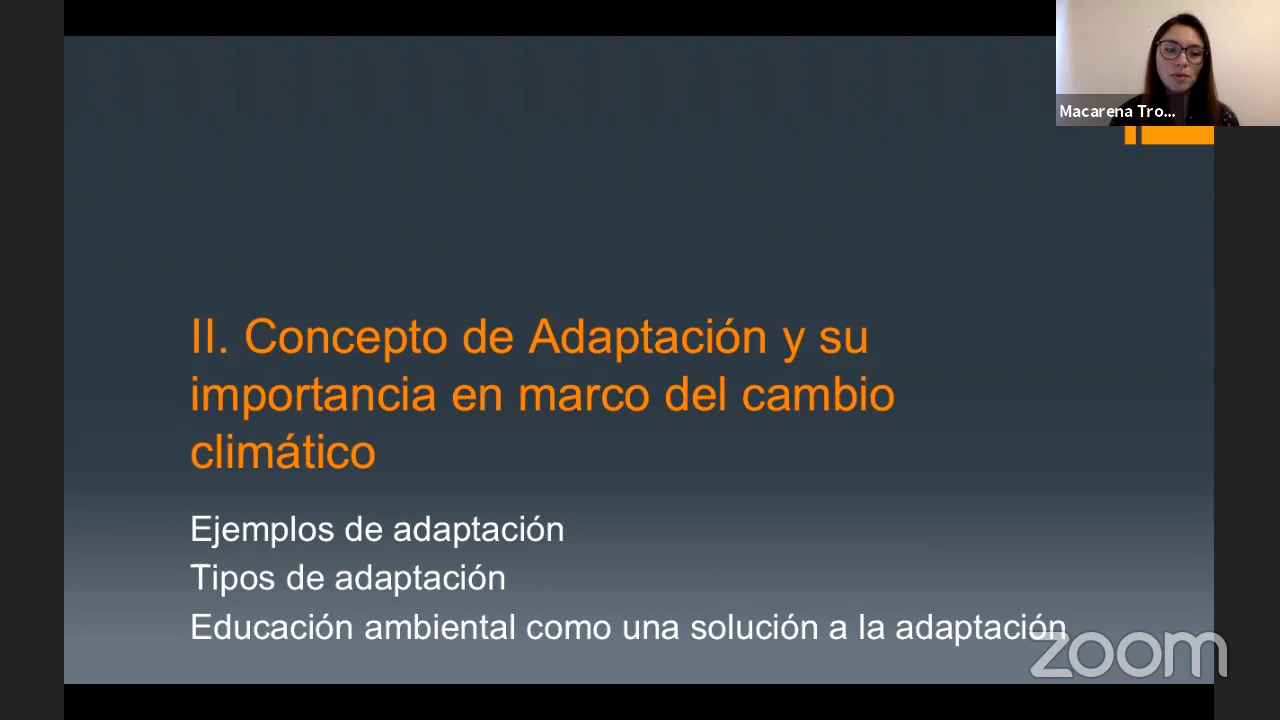 Macarena Tro...
II. Concepto de Adaptación y su
importancia en marco del cambio
climático
Ejemplos de adaptación
Tipos de adaptación
Educación ambiental como una solución a la adaptación
zoom